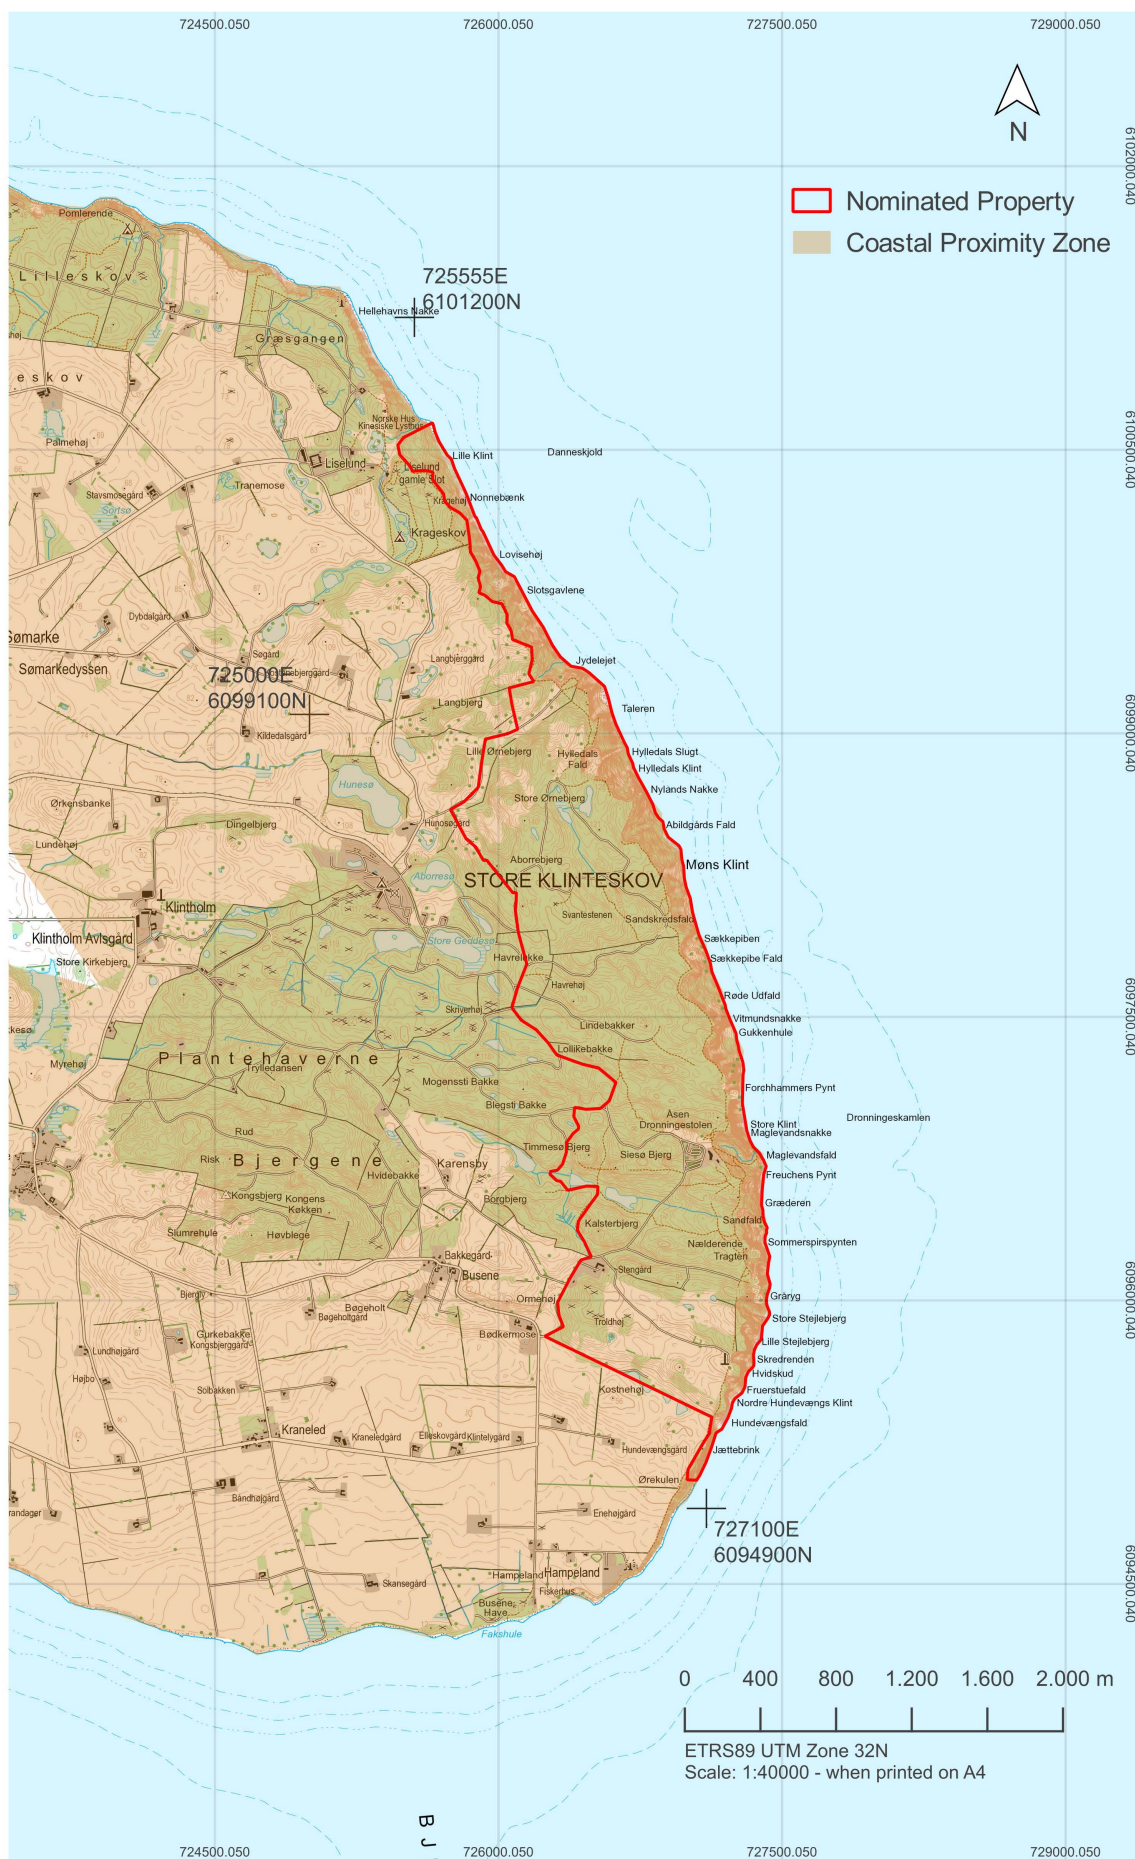 724500.050
726000.050
727500.050
729000.050
N
6102000.040
Nominated Property
Coastal Proximity Zone
Pomlerende
Lilleskov
725555E
6101200N
Hellehavns Nakke
Græsgangen
eskov
Norske Hus
Kinesiske Lysthus
Palmehøj
6100500.040
Lille Klint
Danneskjold
Liselund
Liselund
gamle Slot
Tranemose
Stavsmosegård
Nonnebænk
Kragehøj
Sortsø
Krageskov
Lovisehøj
Slotsgavlene
Dybdalgård
Sømarke
Søgård
Langbjerggård
Jydelejet
Sømarkedyssen
725000E
6099100N
Langbjerg
Taleren
Kildedalsgård
6099000.040
Lille Ørnebjerg
Hylledals
Fald
Hylledals Slugt
Hylledals Klint
Hunesø
Nylands Nakke
Store Ørnebjerg
Ørkensbanke
Dingelbjerg
Hunosøgård
Abildgårds Fald
Lundehøj
Aborrebjerg
Møns Klint
Aborresø
STORE KLINTESKOV
Klintholm
Svantestenen
Sandskredsfald
Klintholm Avlsgård
Store Geddesø
Sækkepiben
Store Kirkebjerg
Havrelykke
Sækkepibe Fald
Havrehøj
Røde Udfald
Skriverhøj
6097500.040
Vitmundsnakke
Lindebakker
Gukkenhule
kkesø
Lollikebakke
Plantehaverne
Myrehøj
Trylledansen
Mogenssti Bakke
Forchhammers Pynt
Blegsti Bakke
Åsen
Dronningestolen
Store Klint
Dronningeskamlen
Maglevandsnakke
Rud
Timmesø Bjerg
Siesø Bjerg
Maglevandsfald
Risk
Bjergene
Karensby
Hvidebakke
Freuchens Pynt
Kongsbjerg
Kongens
Køkken
Borgbjerg
Græderen
Slumrehule
Høvblege
Kalsterbjerg
Sandfald
Nælderende
Tragten
Sommerspirspynten
Bakkegård
Busene
Stengård
Bjergly
Ormehøj
Gråryg
6096000.040
Bøgeholt
Bøgeholtgård
Troldhøj
Store Stejlebjerg
Gurkebakke
Kongsbjerggård
Bødkermose
Lille Stejlebjerg
Lundhøjgård
Skredrenden
Højbo
Hvidskud
Solbakken
Kostnehøj
Fruerstuefald
Nordre Hundevængs Klint
Kraneled
Kraneledgård
Elleskovgård
Klintelygård
Hundevængsfald
Hundevængsgård
Jættebrink
Ørekulen
Båndhøjgård
randager
Enehøjgård
727100E
6094900N
Skansegård
Hampeland
Hampeland
Fiskerhus
6094500.040
Busene
Have
Fakshule
0 400 800 1.200 1.600 2.000 m
ETRS89 UTM Zone 32N
Scale: 1:40000 - when printed on A4
B J
724500.050
726000.050
727500.050
729000.050